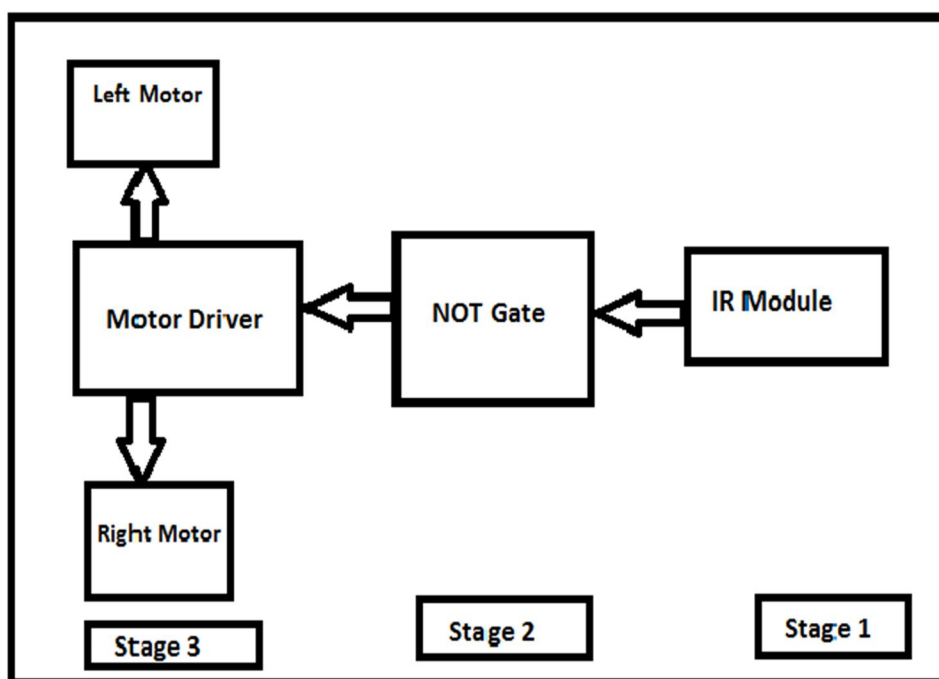 Left Motor
Motor Driver
NOT Gate
IR Module
Right Motor
Stage 3
Stage 2
Stage 1